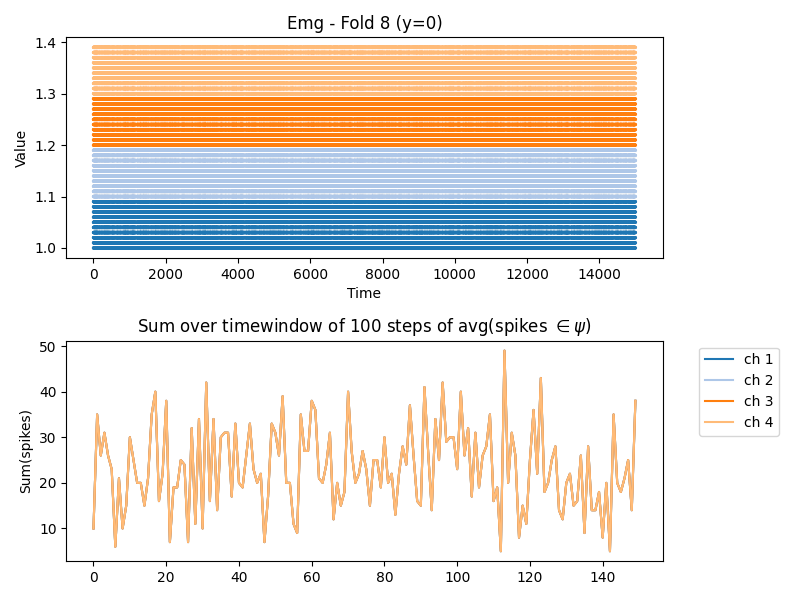 Emg - Fold 8 (y=0)
Value
1.4
1.3
1.2
1.1
1.0
0 2000 4000 6000 8000 10000 12000 14000
Time
Sum over timewindow of 100 steps of avg(spikes ∈ ψ)
Sum(spikes)
50
40
30
20
10
0 20 40 60 80 100 120 140
ch 1
ch 2
ch 3
ch 4